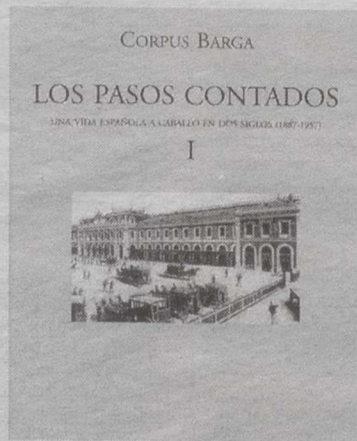 CORPUS BARGA
LOS PASOS CONTADOS
UNA VIDA ESPAÑOLA A CABALLO EN DOS SIGLOS (1887-1957)
I